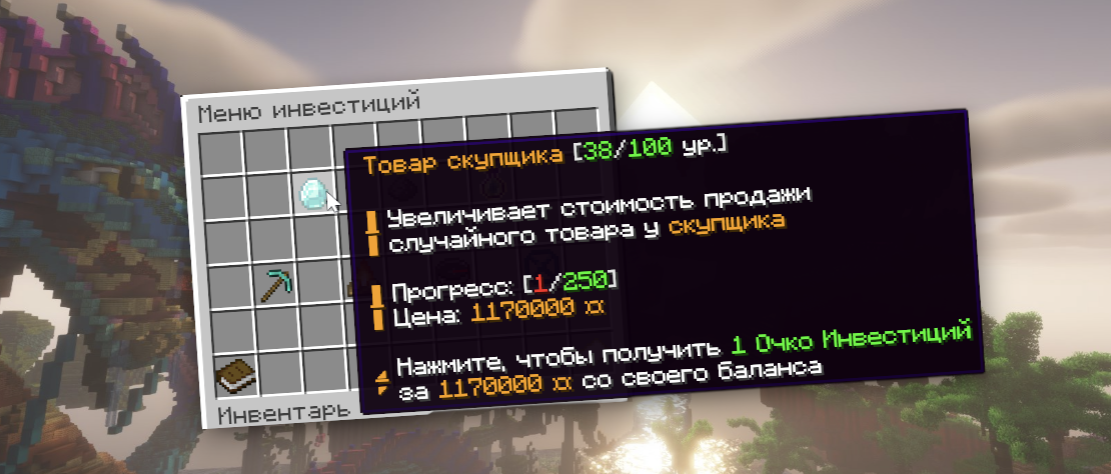 Меню инвестиций
Товар скупщика [38/100 ур.]
Увеличивает стоимость продажи
случайного товара у скупщика
Прогресс: [1/250]
Цена: 1170000 ¤
Нажмите, чтобы получить 1 Очко Инвестиций
за 1170000 ¤ со своего баланса
Инвентарь